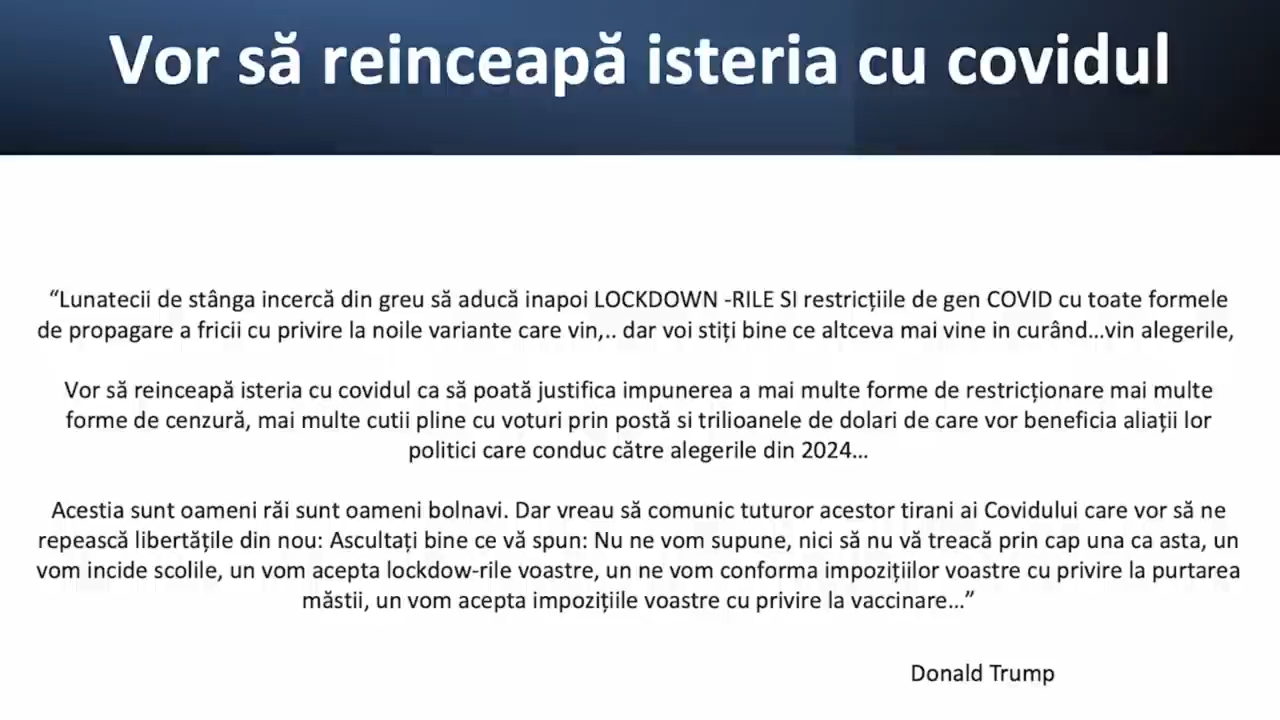 Vor să reinceapă isteria cu covidul
“Lunatecii de stânga incercă din greu să aducă inapoi LOCKDOWN -RILE SI restricțiile de gen COVID cu toate formele
de propagare a fricii cu privire la noile variante care vin,.. dar voi stiți bine ce altceva mai vine in curând…vin alegerile,
Vor să reinceapă isteria cu covidul ca să poată justifica impunerea a mai multe forme de restricționare mai multe
forme de cenzură, mai multe cutii pline cu voturi prin postă si trilioanele de dolari de care vor beneficia aliații lor
politici care conduc către alegerile din 2024…
Acestia sunt oameni răi sunt oameni bolnavi. Dar vreau să comunic tuturor acestor tirani ai Covidului care vor să ne
repească libertățile din nou: Ascultați bine ce vă spun: Nu ne vom supune, nici să nu vă treacă prin cap una ca asta, un
vom incide scolile, un vom acepta lockdow-rile voastre, un ne vom conforma impozițiilor voastre cu privire la purtarea
măstii, un vom acepta impozițiile voastre cu privire la vaccinare…”
Donald Trump